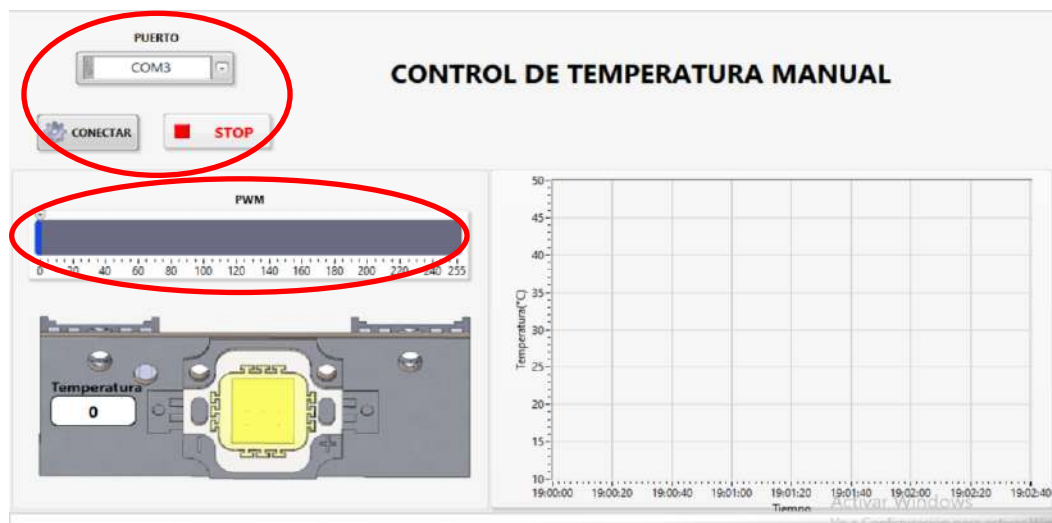 PUERTO
COM3
CONTROL DE TEMPERATURA MANUAL
CONECTAR
STOP
PWM
0 20 40 60 80 100 120 140 160 180 200 220 240 255
Temperatura
0
Temperatura(°C)
50
45
40
35
30
25
20
15
10
19:00:00 19:00:20 19:00:40 19:01:00 19:01:20 19:01:40 19:02:00 19:02:20 19:02:40
Tiempo
Activar Windows